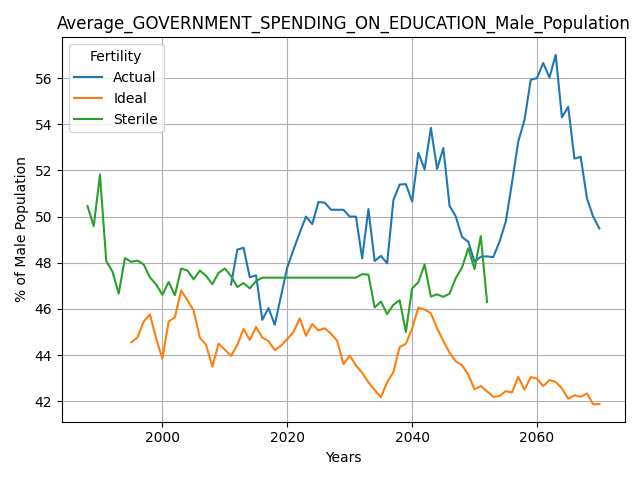 Average_GOVERNMENT_SPENDING_ON_EDUCATION_Male_Population
Fertility
Actual
Ideal
Sterile
% of Male Population
56
54
52
50
48
46
44
42
2000 2020 2040 2060
Years